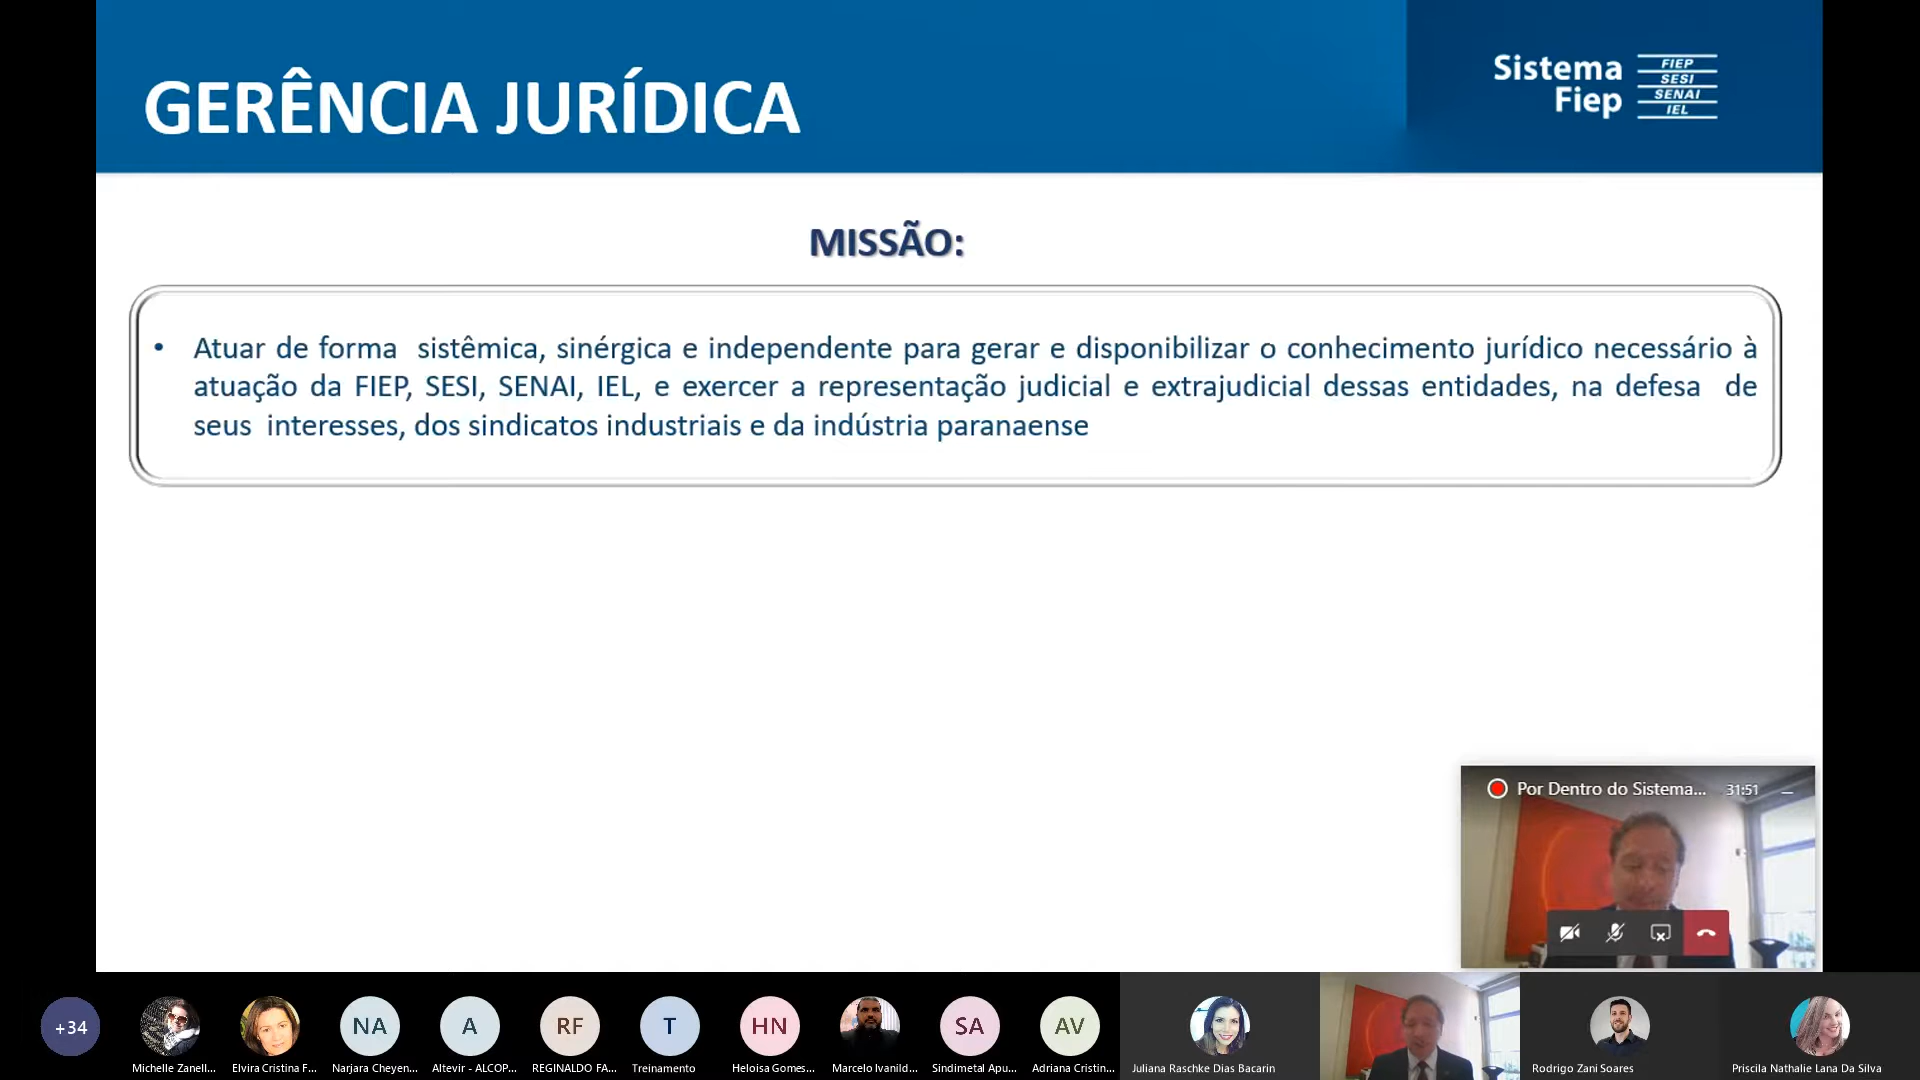 GERÊNCIA JURÍDICA
Sistema
Fiep
FIEP
SESI
SENAI
IEL
MISSÃO:
• Atuar de forma sistêmica, sinérgica e independente para gerar e disponibilizar o conhecimento jurídico necessário à
atuação da FIEP, SESI, SENAI, IEL, e exercer a representação judicial e extrajudicial dessas entidades, na defesa de
seus interesses, dos sindicatos industriais e da indústria paranaense
Por Dentro do Sistema... 31:51
+34
NA
A
RF
T
HN
SA
AV
Michelle Zanell...
Elvira Cristina F...
Narjara Cheyen...
Altevir - ALCOP...
REGINALDO FA...
Treinamento
Heloisa Gomes...
Marcelo Ivanild...
Sindimetal Apu...
Adriana Cristin...
Juliana Raschke Dias Bacarin
Rodrigo Zani Soares
Priscila Nathalie Lana Da Silva